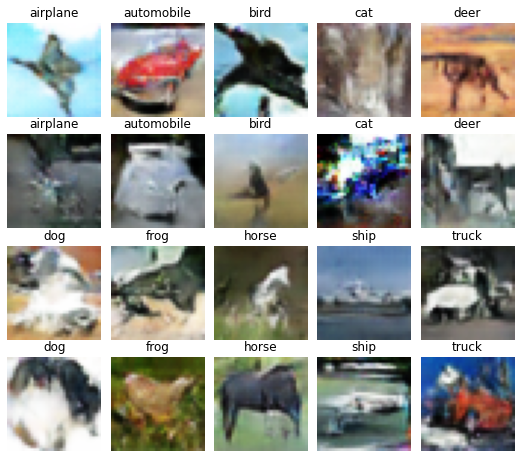 airplane automobile bird cat deer
airplane automobile bird cat deer
dog frog horse ship truck
dog frog horse ship truck